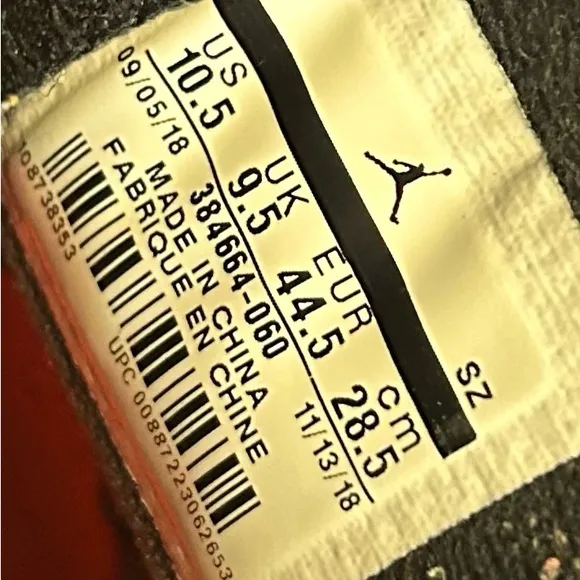 SZ
US UK EUR cm
10.5 9.5 44.5 28.5
09/05/18 384664-060 11/13/18
MADE IN CHINA
FABRIQUE EN CHINE
08738353
UPC 00887223062653